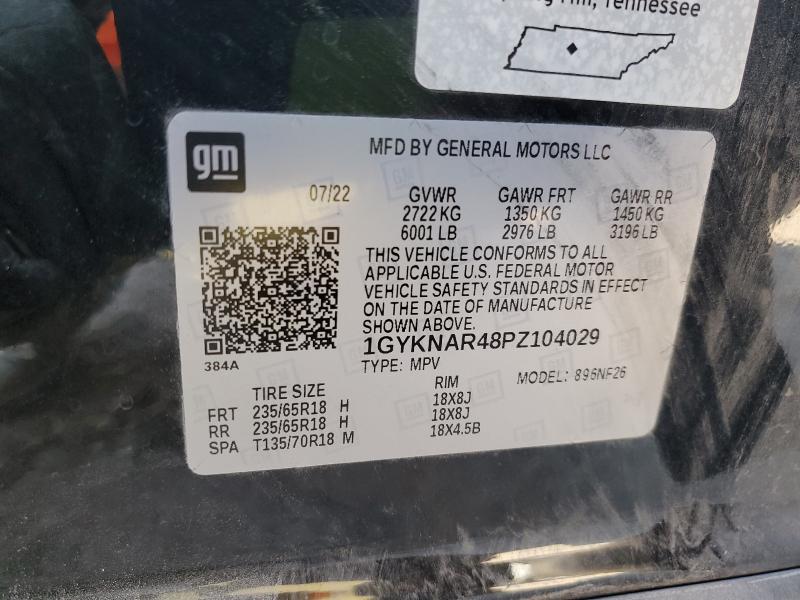 Hill, Tennessee
gm
MFD BY GENERAL MOTORS LLC
07/22 GVWR GAWR FRT GAWR RR
2722 KG 1350 KG 1450 KG
6001 LB 2976 LB 3196 LB
THIS VEHICLE CONFORMS TO ALL
APPLICABLE U.S. FEDERAL MOTOR
VEHICLE SAFETY STANDARDS IN EFFECT
ON THE DATE OF MANUFACTURE
SHOWN ABOVE.
1GYKNAR48PZ104029
384A
TYPE: MPV
MODEL: 896NF26
TIRE SIZE RIM
FRT 235/65R18 H 18X8J
RR 235/65R18 H 18X8J
SPA T135/70R18 M 18X4.5B